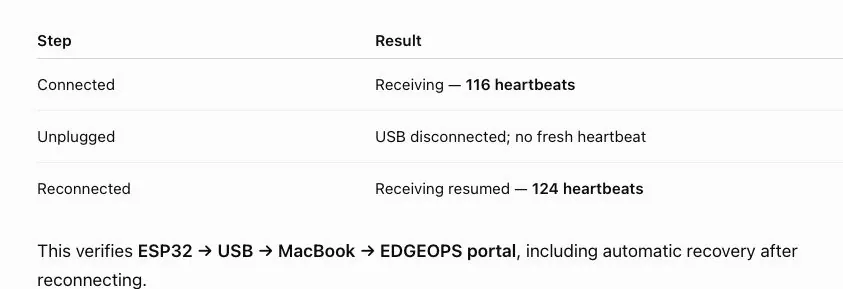 Step Result
Connected Receiving — 116 heartbeats
Unplugged USB disconnected; no fresh heartbeat
Reconnected Receiving resumed — 124 heartbeats
This verifies ESP32 → USB → MacBook → EDGEOPS portal, including automatic recovery after
reconnecting.